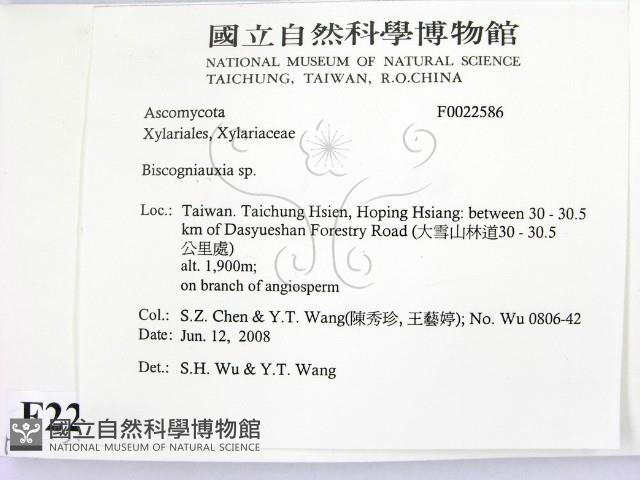 國立自然科學博物館
NATIONAL MUSEUM OF NATURAL SCIENCE
TAICHUNG, TAIWAN, R.O.CHINA
Ascomycota F0022586
Xylariales, Xylariaceae
Biscogniauxia sp.
Loc.: Taiwan. Taichung Hsien, Hoping Hsiang: between 30 - 30.5
km of Dasyueshan Forestry Road (大雪山林道30 - 30.5
公里處)
alt. 1,900m;
on branch of angiosperm
Col.: S.Z. Chen & Y.T. Wang(陳秀珍, 王藝婷); No. Wu 0806-42
Date: Jun. 12, 2008
Det.: S.H. Wu & Y.T. Wang
F22
國立自然科學博物館
NATIONAL MUSEUM OF NATURAL SCIENCE